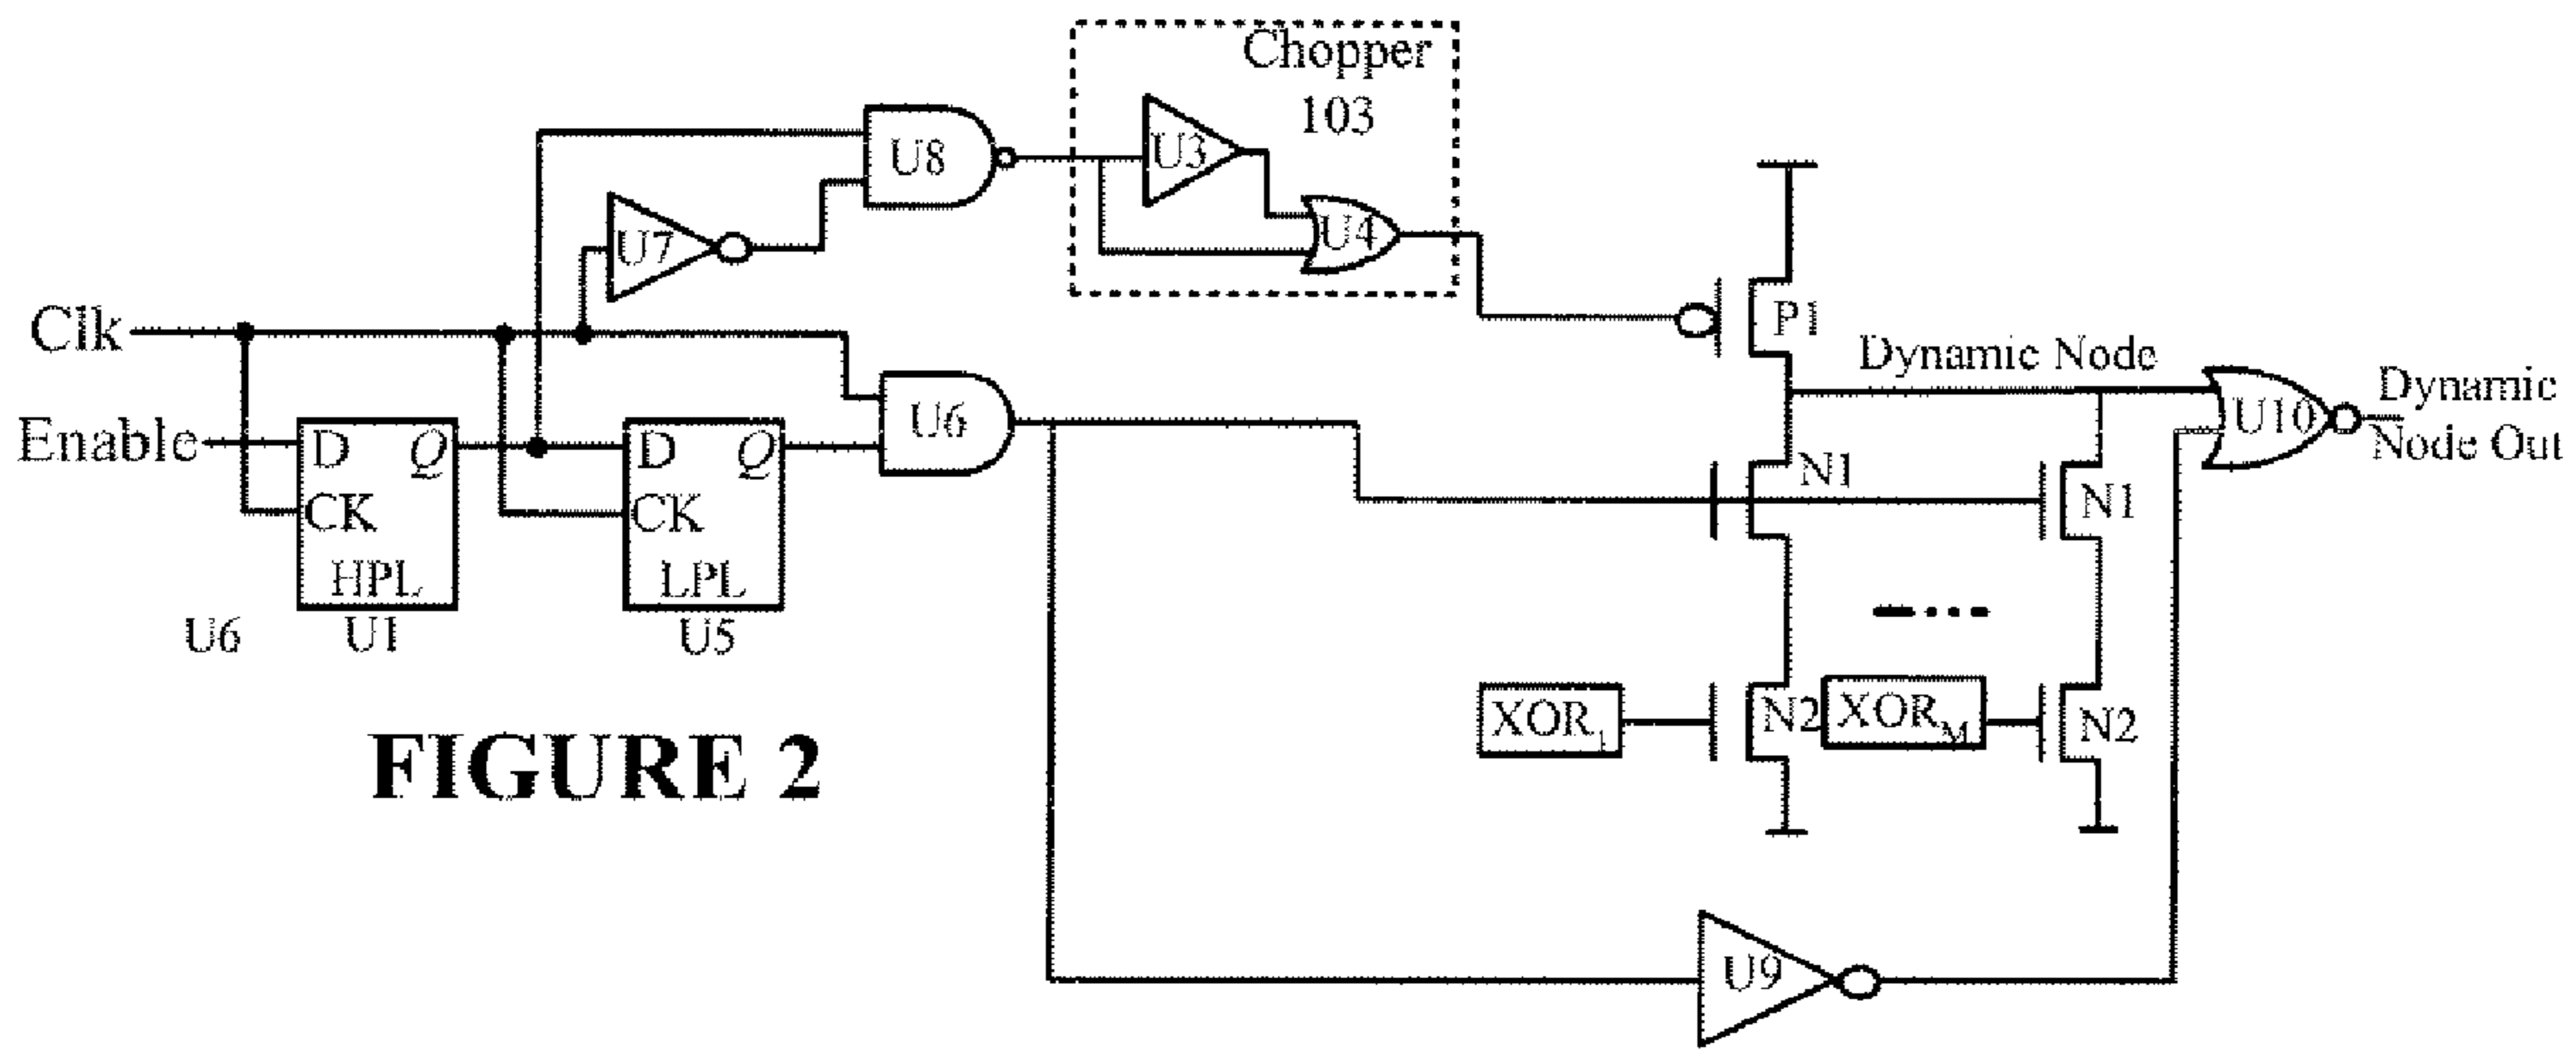 Chopper
103
U3
U8
U4
U7
Clk
P1
Dynamic Node
Dynamic
Node Out
U10
Enable
D Q
CK
HPL
U1
D Q
CK
LPL
U5
U6
U6
N1
N1
XOR1
N2
XORM
N2
U9
FIGURE 2